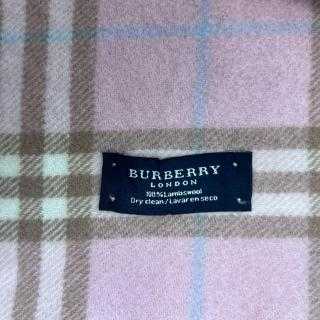 BURBERRY
LONDON
100% Lambswool
Dry clean / Lavar en seco